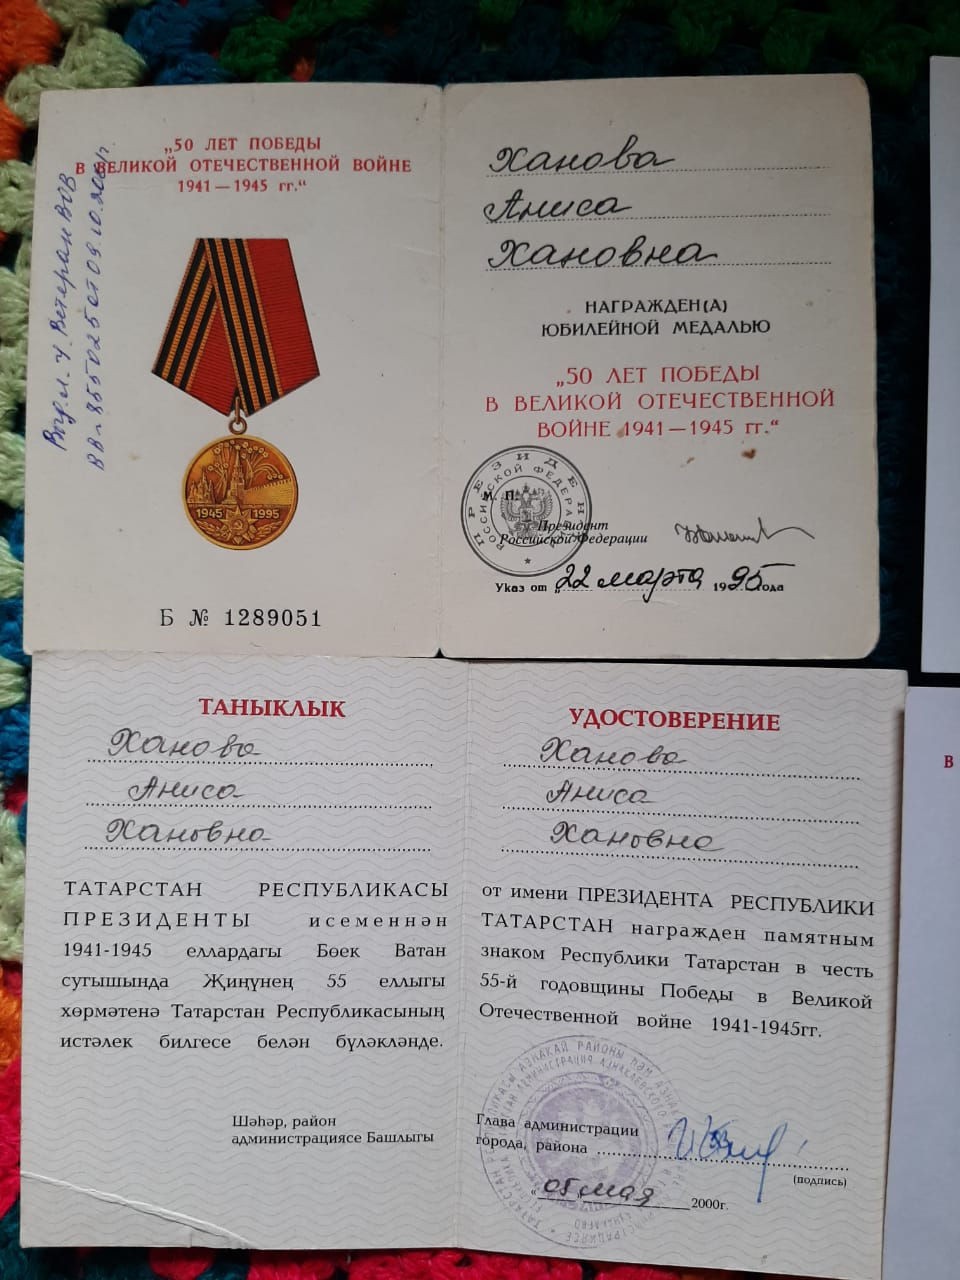 „50 ЛЕТ ПОБЕДЫ
В ВЕЛИКОЙ ОТЕЧЕСТВЕННОЙ ВОЙНЕ
1941 — 1945 гг.“
Ветеран ВОВ
от 09.10.
1945 1995
Б № 1289051
Ханова
Аниса
Хановна
НАГРАЖДЕН(А)
ЮБИЛЕЙНОЙ МЕДАЛЬЮ
„50 ЛЕТ ПОБЕДЫ
В ВЕЛИКОЙ ОТЕЧЕСТВЕННОЙ
ВОЙНЕ 1941 — 1945 гг.“
М. П.
Президент
Российской Федерации
Указ от „22 марта 1995 года
ТАНЫКЛЫК
Ханова
Аниса
Хановна
ТАТАРСТАН РЕСПУБЛИКАСЫ
ПРЕЗИДЕНТЫ исеменнән
1941-1945 еллардагы Бөек Ватан
сугышында Җиңүнең 55 еллыгы
хөрмәтенә Татарстан Республикасының
истәлек билгесе белән бүләкләнде.
Шәһәр, район
администрациясе Башлыгы
УДОСТОВЕРЕНИЕ
Ханова
Аниса
Хановна
от имени ПРЕЗИДЕНТА РЕСПУБЛИКИ
ТАТАРСТАН награжден памятным
знаком Республики Татарстан в честь
55-й годовщины Победы в Великой
Отечественной войне 1941-1945гг.
Глава администрации
города, района
(подпись)
„05„ мая 2000г.
В